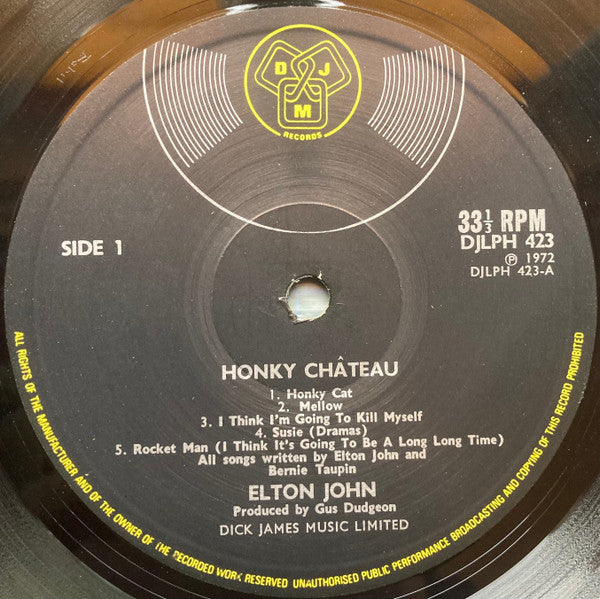 D J
M
RECORDS
SIDE 1
33⅓ RPM
DJLPH 423
℗ 1972
DJLPH 423-A
HONKY CHÂTEAU
1. Honky Cat
2. Mellow
3. I Think I'm Going To Kill Myself
4. Susie (Dramas)
5. Rocket Man (I Think It's Going To Be A Long Long Time)
All songs written by Elton John and
Bernie Taupin
ELTON JOHN
Produced by Gus Dudgeon
DICK JAMES MUSIC LIMITED
ALL RIGHTS OF THE MANUFACTURER AND OF THE OWNER OF THE RECORDED WORK RESERVED UNAUTHORISED PUBLIC PERFORMANCE BROADCASTING AND COPYING OF THIS RECORD PROHIBITED